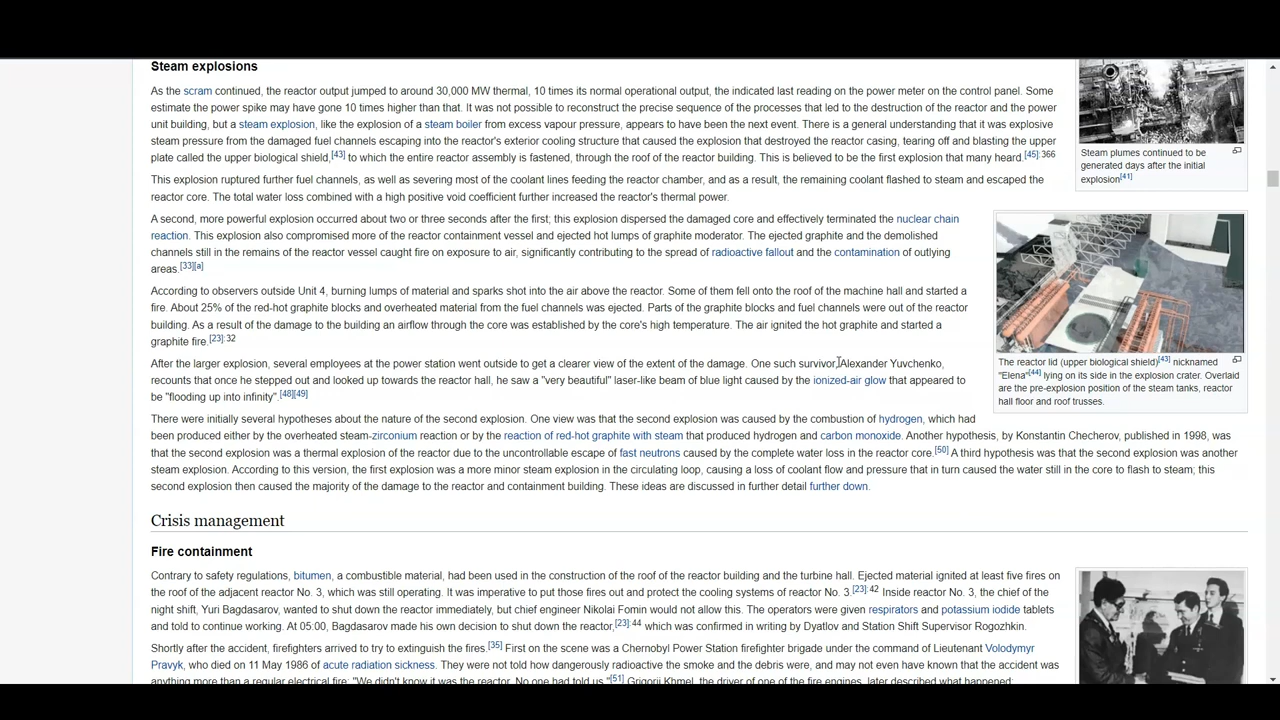 Steam explosions
As the scram continued, the reactor output jumped to around 30,000 MW thermal, 10 times its normal operational output, the indicated last reading on the power meter on the control panel. Some
estimate the power spike may have gone 10 times higher than that. It was not possible to reconstruct the precise sequence of the processes that led to the destruction of the reactor and the power
unit building, but a steam explosion, like the explosion of a steam boiler from excess vapour pressure, appears to have been the next event. There is a general understanding that it was explosive
steam pressure from the damaged fuel channels escaping into the reactor's exterior cooling structure that caused the explosion that destroyed the reactor casing, tearing off and blasting the upper
plate called the upper biological shield,[43] to which the entire reactor assembly is fastened, through the roof of the reactor building. This is believed to be the first explosion that many heard.[45]: 366
This explosion ruptured further fuel channels, as well as severing most of the coolant lines feeding the reactor chamber, and as a result, the remaining coolant flashed to steam and escaped the
reactor core. The total water loss combined with a high positive void coefficient further increased the reactor's thermal power.
A second, more powerful explosion occurred about two or three seconds after the first; this explosion dispersed the damaged core and effectively terminated the nuclear chain
reaction. This explosion also compromised more of the reactor containment vessel and ejected hot lumps of graphite moderator. The ejected graphite and the demolished
channels still in the remains of the reactor vessel caught fire on exposure to air, significantly contributing to the spread of radioactive fallout and the contamination of outlying
areas.[33][a]
According to observers outside Unit 4, burning lumps of material and sparks shot into the air above the reactor. Some of them fell onto the roof of the machine hall and started a
fire. About 25% of the red-hot graphite blocks and overheated material from the fuel channels was ejected. Parts of the graphite blocks and fuel channels were out of the reactor
building. As a result of the damage to the building an airflow through the core was established by the core's high temperature. The air ignited the hot graphite and started a
graphite fire.[23]: 32
After the larger explosion, several employees at the power station went outside to get a clearer view of the extent of the damage. One such survivor, Alexander Yuvchenko,
recounts that once he stepped out and looked up towards the reactor hall, he saw a "very beautiful" laser-like beam of blue light caused by the ionized-air glow that appeared to
be "flooding up into infinity".[48][49]
There were initially several hypotheses about the nature of the second explosion. One view was that the second explosion was caused by the combustion of hydrogen, which had
been produced either by the overheated steam-zirconium reaction or by the reaction of red-hot graphite with steam that produced hydrogen and carbon monoxide. Another hypothesis, by Konstantin Checherov, published in 1998, was
that the second explosion was a thermal explosion of the reactor due to the uncontrollable escape of fast neutrons caused by the complete water loss in the reactor core.[50] A third hypothesis was that the second explosion was another
steam explosion. According to this version, the first explosion was a more minor steam explosion in the circulating loop, causing a loss of coolant flow and pressure that in turn caused the water still in the core to flash to steam; this
second explosion then caused the majority of the damage to the reactor and containment building. These ideas are discussed in further detail further down.
Steam plumes continued to be
generated days after the initial
explosion[41]
The reactor lid (upper biological shield)[43] nicknamed
"Elena"[44] lying on its side in the explosion crater. Overlaid
are the pre-explosion position of the steam tanks, reactor
hall floor and roof trusses.
Crisis management
Fire containment
Contrary to safety regulations, bitumen, a combustible material, had been used in the construction of the roof of the reactor building and the turbine hall. Ejected material ignited at least five fires on
the roof of the adjacent reactor No. 3, which was still operating. It was imperative to put those fires out and protect the cooling systems of reactor No. 3.[23]: 42 Inside reactor No. 3, the chief of the
night shift, Yuri Bagdasarov, wanted to shut down the reactor immediately, but chief engineer Nikolai Fomin would not allow this. The operators were given respirators and potassium iodide tablets
and told to continue working. At 05:00, Bagdasarov made his own decision to shut down the reactor,[23]: 44 which was confirmed in writing by Dyatlov and Station Shift Supervisor Rogozhkin.
Shortly after the accident, firefighters arrived to try to extinguish the fires.[35] First on the scene was a Chernobyl Power Station firefighter brigade under the command of Lieutenant Volodymyr
Pravyk, who died on 11 May 1986 of acute radiation sickness. They were not told how dangerously radioactive the smoke and the debris were, and may not even have known that the accident was
anything more than a regular electrical fire: "We didn't know it was the reactor. No one had told us."[51] Grigorii Khmel, the driver of one of the fire engines, later described what happened: